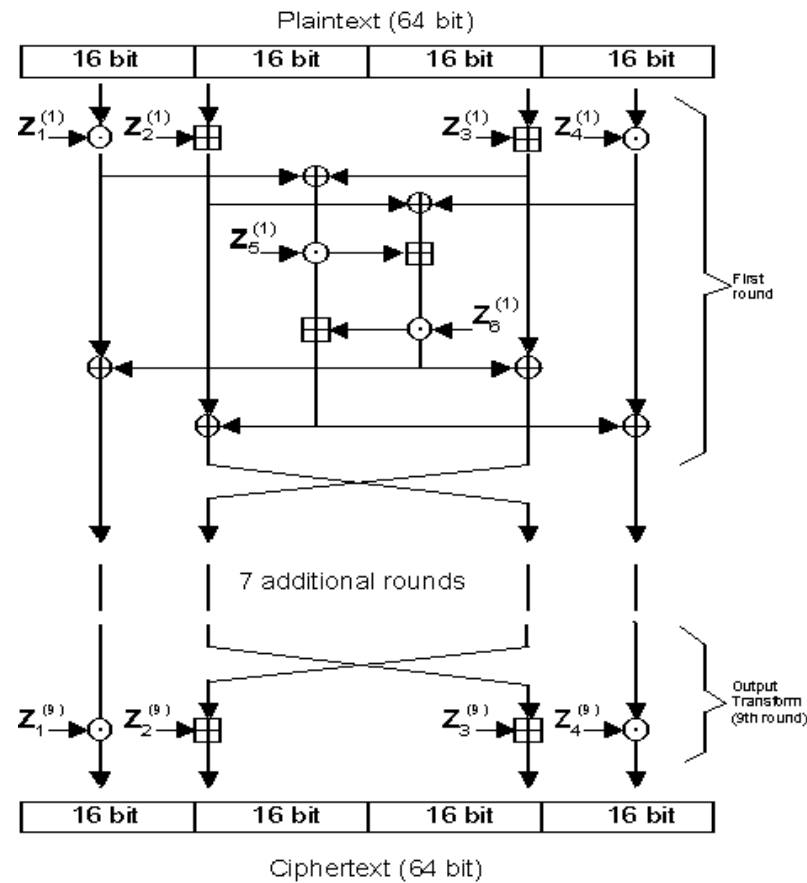 Plaintext (64 bit)
16 bit 16 bit 16 bit 16 bit
Z₁⁽¹⁾ Z₂⁽¹⁾ Z₃⁽¹⁾ Z₄⁽¹⁾
Z₅⁽¹⁾
First
round
Z₆⁽¹⁾
7 additional rounds
Output
Transform
(9th round)
Z₁⁽⁹⁾ Z₂⁽⁹⁾ Z₃⁽⁹⁾ Z₄⁽⁹⁾
16 bit 16 bit 16 bit 16 bit
Ciphertext (64 bit)